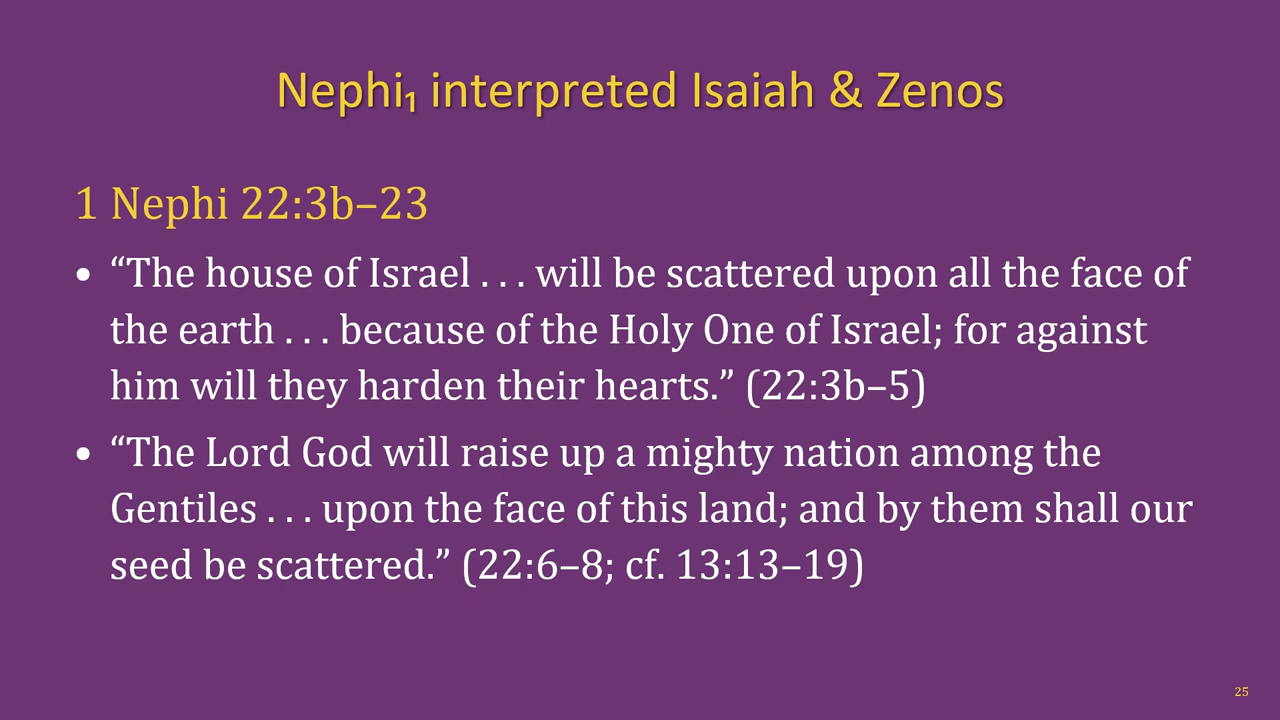 Nephi₁ interpreted Isaiah & Zenos
1 Nephi 22:3b–23
• “The house of Israel . . . will be scattered upon all the face of
the earth . . . because of the Holy One of Israel; for against
him will they harden their hearts.” (22:3b–5)
• “The Lord God will raise up a mighty nation among the
Gentiles . . . upon the face of this land; and by them shall our
seed be scattered.” (22:6–8; cf. 13:13–19)
25